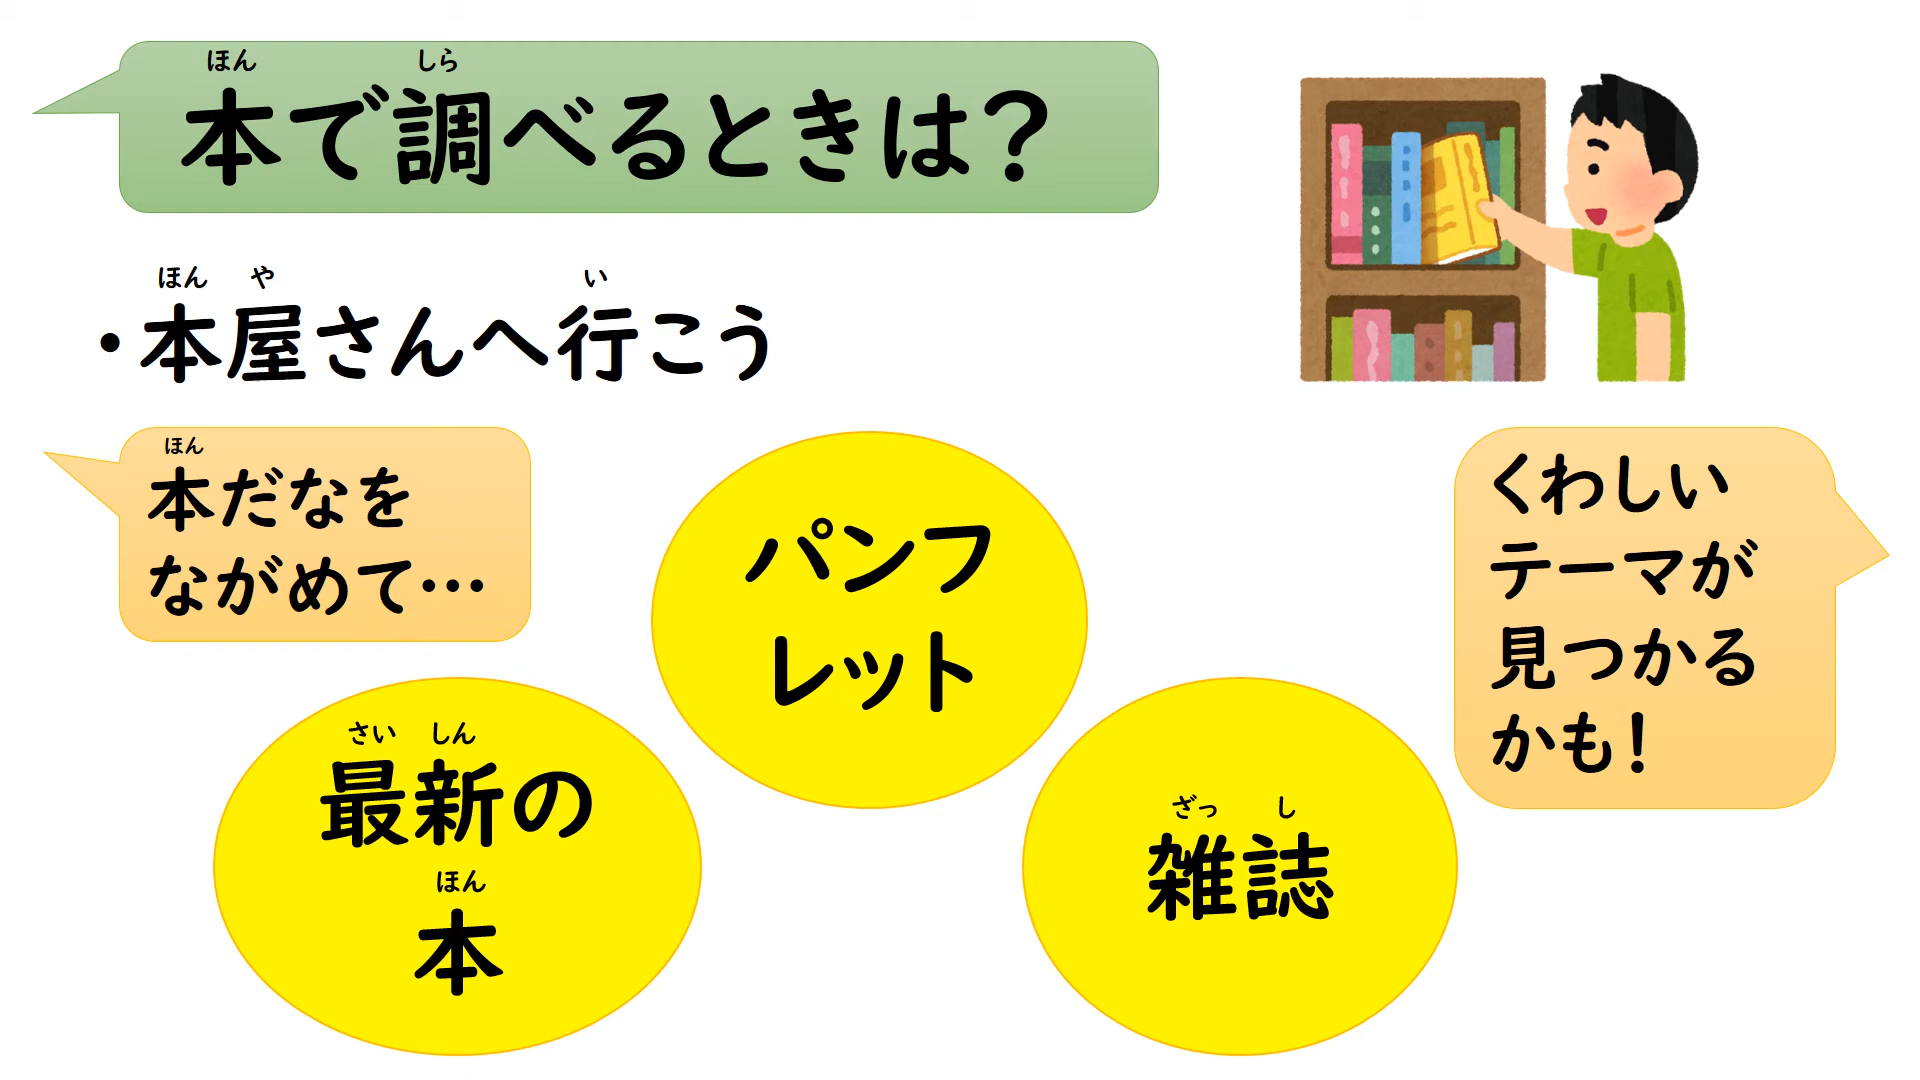 ほん しら
本で調べるときは？
ほん や い
・本屋さんへ行こう
ほん
本だなを
ながめて…
パンフ
レット
くわしい
テーマが
見つかる
かも！
さい しん
最新の
ほん
本
ざっ し
雑誌